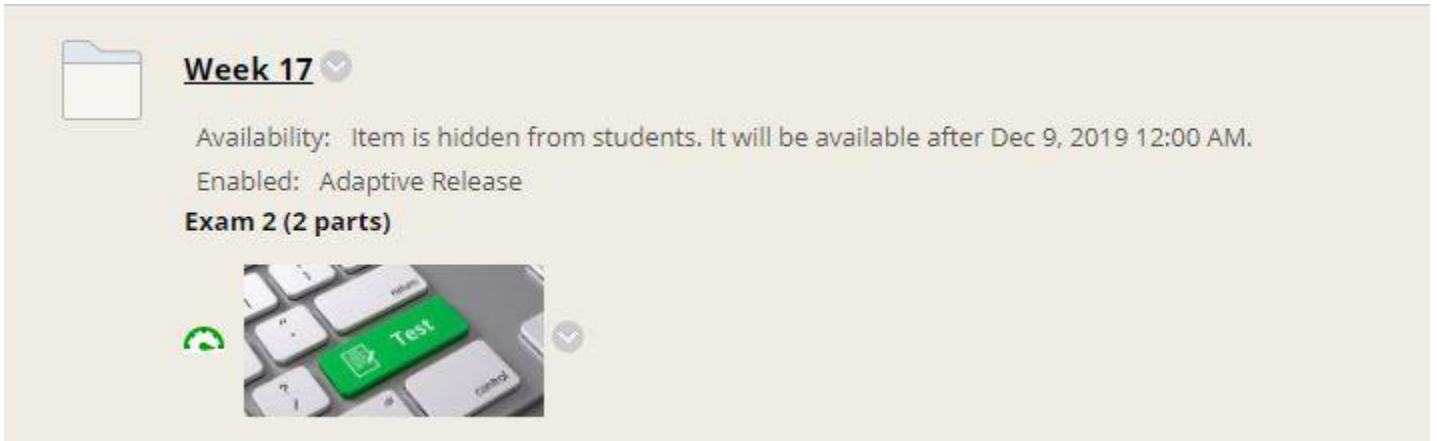 Week 17
Availability: Item is hidden from students. It will be available after Dec 9, 2019 12:00 AM.
Enabled: Adaptive Release
Exam 2 (2 parts)
return
Test
control